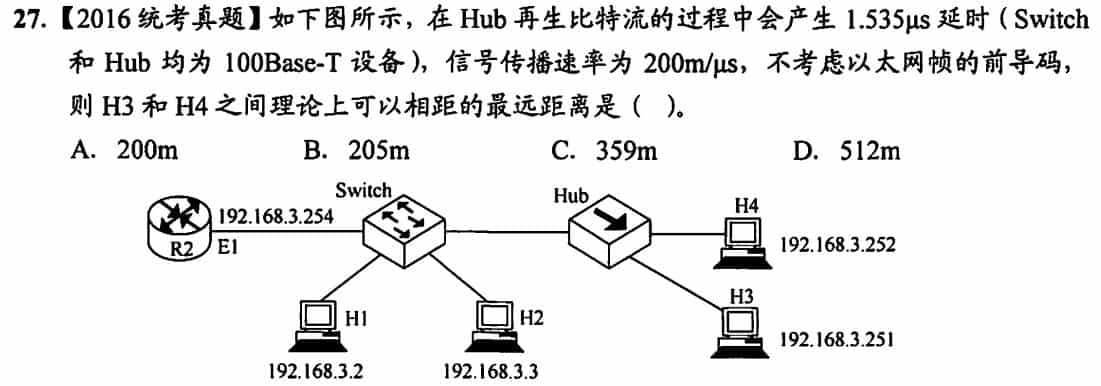 27.【2016 统考真题】如下图所示，在 Hub 再生比特流的过程中会产生 1.535μs 延时（Switch
和 Hub 均为 100Base-T 设备），信号传播速率为 200m/μs，不考虑以太网帧的前导码，
则 H3 和 H4 之间理论上可以相距的最远距离是（ ）。
A. 200m B. 205m C. 359m D. 512m
Switch Hub H4
192.168.3.254
R2 E1 192.168.3.252
H3
H1 H2
192.168.3.251
192.168.3.2 192.168.3.3